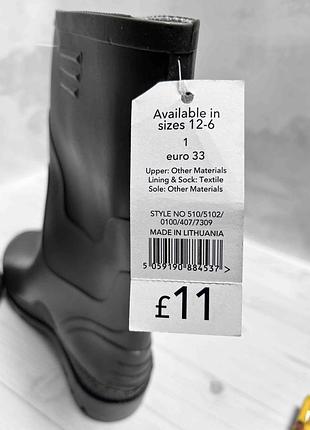 Available in
sizes 12-6
1
euro 33
Upper: Other Materials
Lining & Sock: Textile
Sole: Other Materials
STYLE NO 510/5102/
0100/407/7309
MADE IN LITHUANIA
5 059190 884537 >
£11